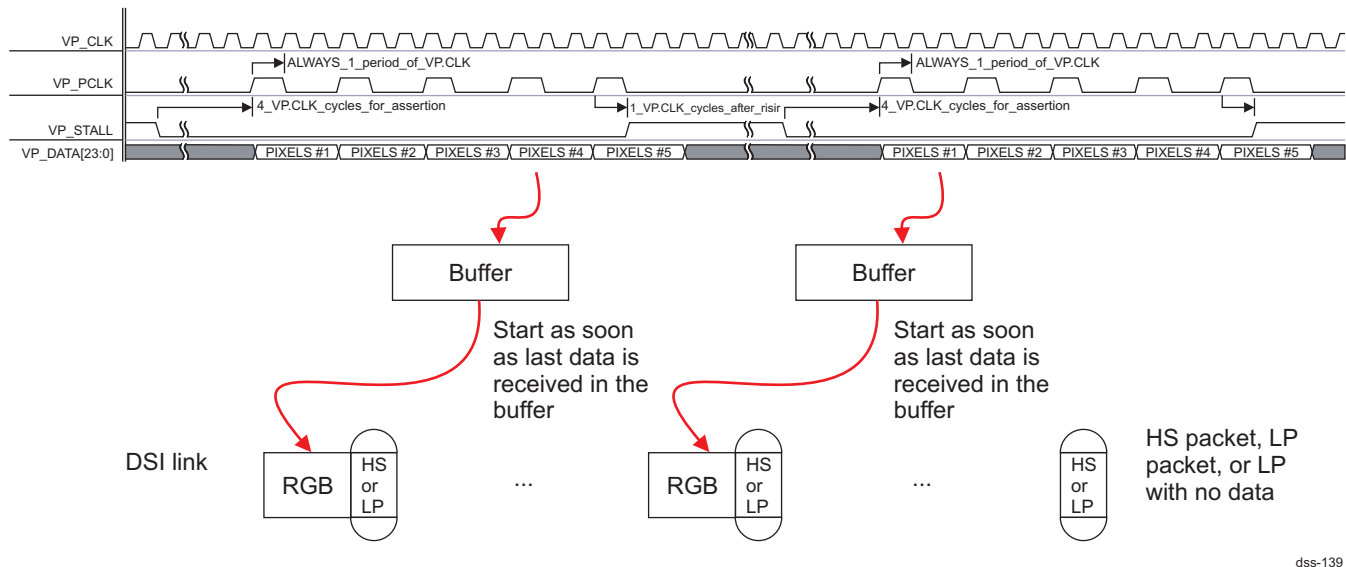 VP_CLK
ALWAYS_1_period_of_VP.CLK
ALWAYS_1_period_of_VP.CLK
VP_PCLK
4_VP.CLK_cycles_for_assertion
1_VP.CLK_cycles_after_risir
4_VP.CLK_cycles_for_assertion
VP_STALL
VP_DATA[23:0]
PIXELS #1
PIXELS #2
PIXELS #3
PIXELS #4
PIXELS #5
PIXELS #1
PIXELS #2
PIXELS #3
PIXELS #4
PIXELS #5
Buffer
Buffer
Start as soon
as last data is
received in the
buffer
Start as soon
as last data is
received in the
buffer
DSI link
RGB
HS
or
LP
...
RGB
HS
or
LP
...
HS
or
LP
HS packet, LP
packet, or LP
with no data
dss-139